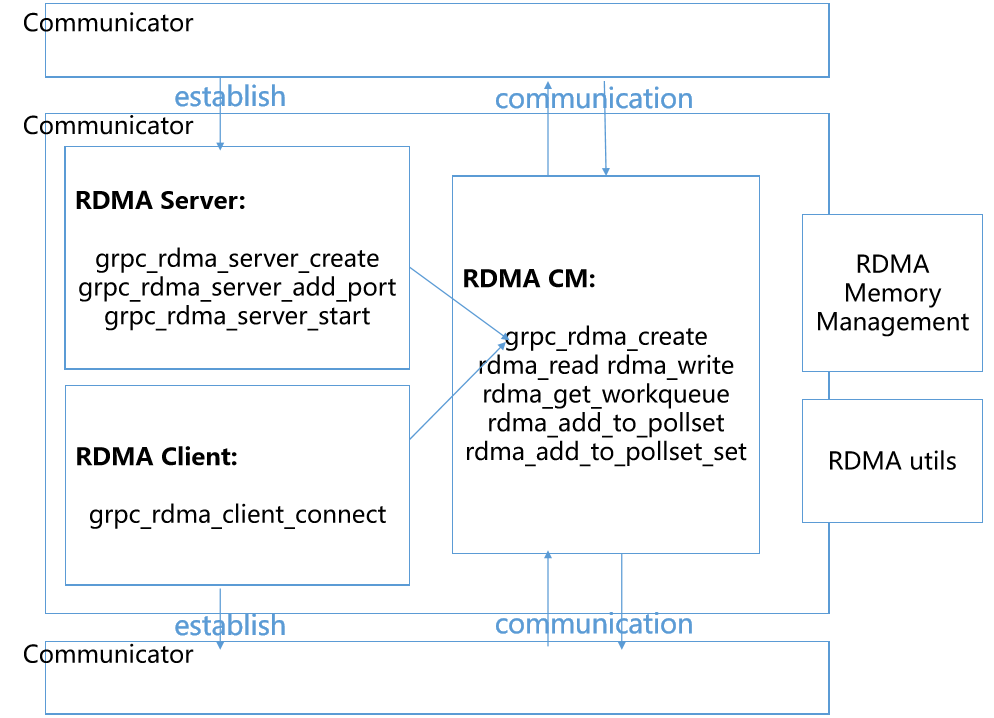 Communicator
establish
communication
Communicator
RDMA Server:
grpc_rdma_server_create
grpc_rdma_server_add_port
grpc_rdma_server_start
RDMA Client:
grpc_rdma_client_connect
RDMA CM:
grpc_rdma_create
rdma_read rdma_write
rdma_get_workqueue
rdma_add_to_pollset
rdma_add_to_pollset_set
RDMA
Memory
Management
RDMA utils
establish
communication
Communicator